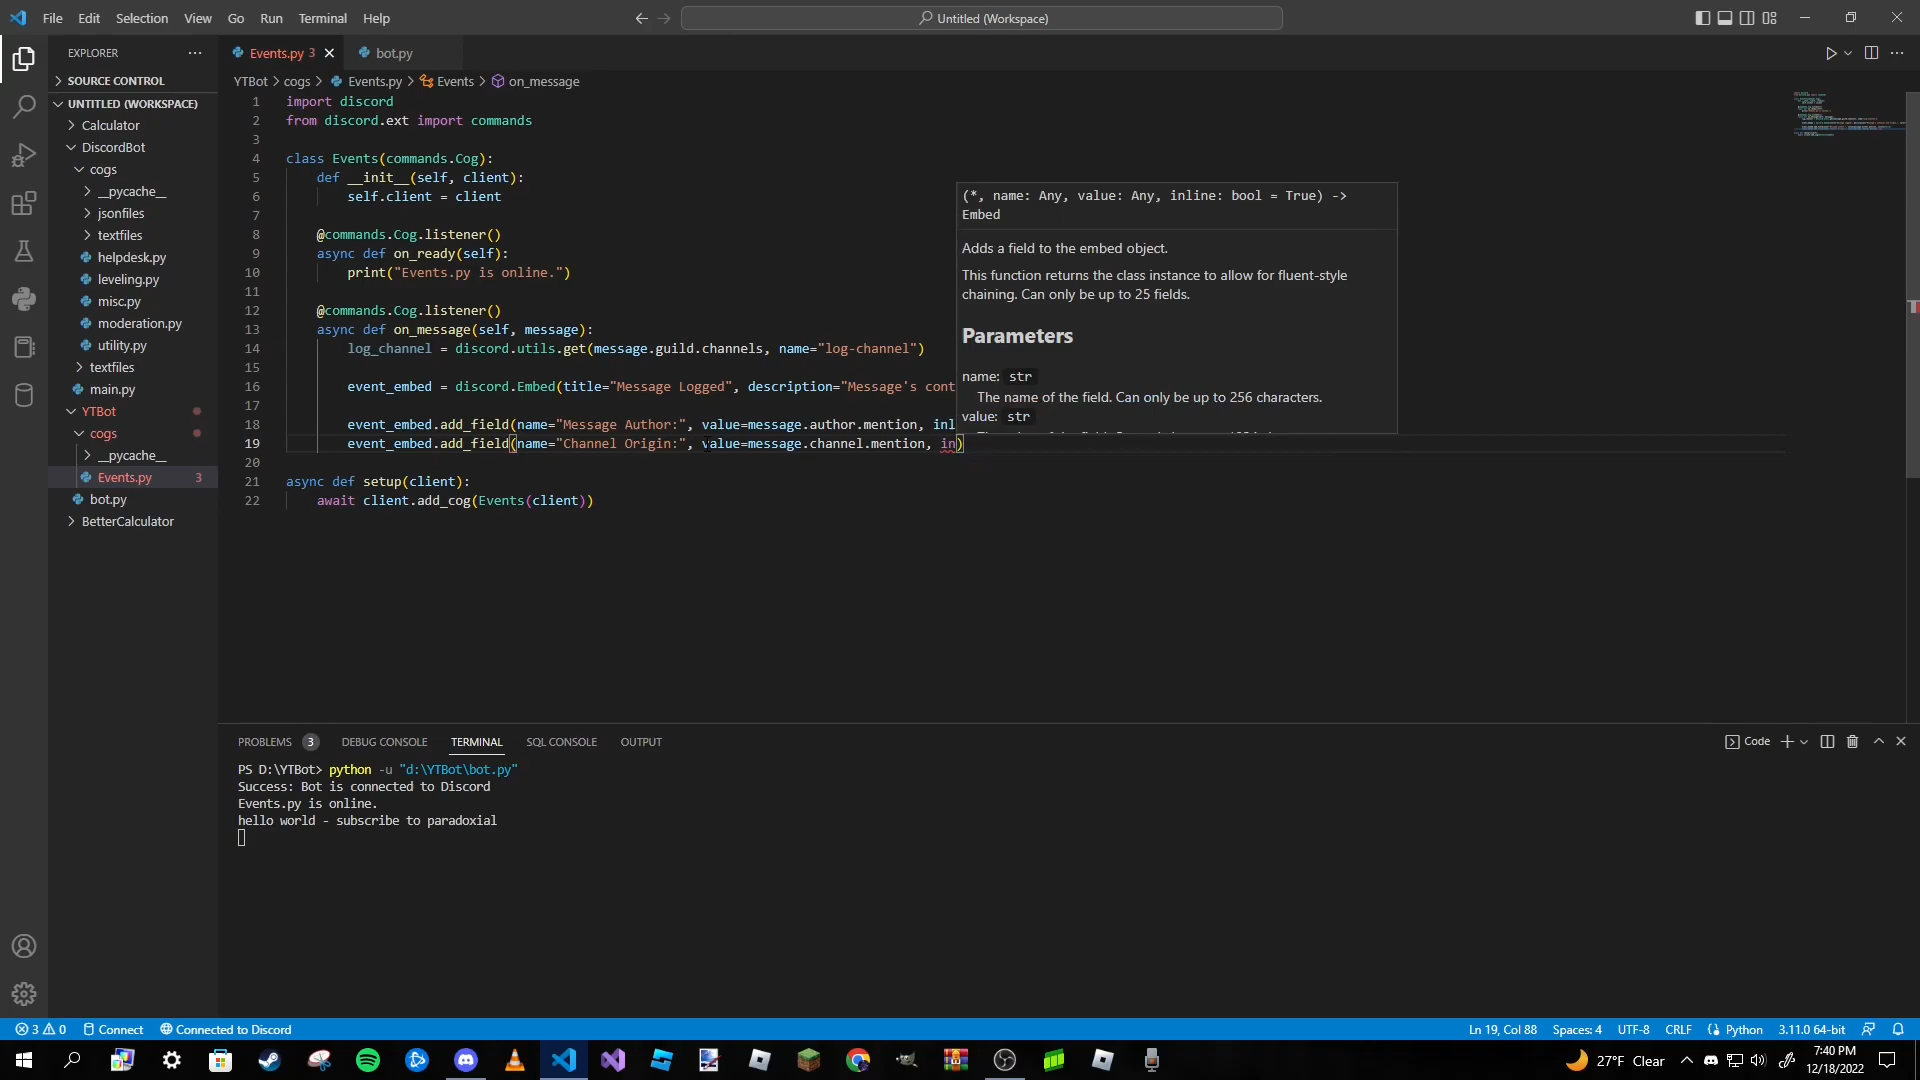 File Edit Selection View Go Run Terminal Help
Untitled (Workspace)
EXPLORER
SOURCE CONTROL
UNTITLED (WORKSPACE)
Calculator
DiscordBot
cogs
__pycache__
jsonfiles
textfiles
helpdesk.py
leveling.py
misc.py
moderation.py
utility.py
textfiles
main.py
YTBot
cogs
__pycache__
Events.py 3
bot.py
BetterCalculator
Events.py 3 bot.py
YTBot > cogs > Events.py > Events > on_message
1 import discord
2 from discord.ext import commands
3
4 class Events(commands.Cog):
5 def __init__(self, client):
6 self.client = client
7
8 @commands.Cog.listener()
9 async def on_ready(self):
10 print("Events.py is online.")
11
12 @commands.Cog.listener()
13 async def on_message(self, message):
14 log_channel = discord.utils.get(message.guild.channels, name="log-channel")
15
16 event_embed = discord.Embed(title="Message Logged", description="Message's cont
17
18 event_embed.add_field(name="Message Author:", value=message.author.mention, inl
19 event_embed.add_field(name="Channel Origin:", value=message.channel.mention, in)
20
21 async def setup(client):
22 await client.add_cog(Events(client))
(*, name: Any, value: Any, inline: bool = True) ->
Embed
Adds a field to the embed object.
This function returns the class instance to allow for fluent-style
chaining. Can only be up to 25 fields.
Parameters
name: str
The name of the field. Can only be up to 256 characters.
value: str
PROBLEMS 3 DEBUG CONSOLE TERMINAL SQL CONSOLE OUTPUT
Code
PS D:\YTBot> python -u "d:\YTBot\bot.py"
Success: Bot is connected to Discord
Events.py is online.
hello world - subscribe to paradoxial
3 0 Connect Connected to Discord
Ln 19, Col 88 Spaces: 4 UTF-8 CRLF Python 3.11.0 64-bit
27°F Clear
7:40 PM
12/18/2022